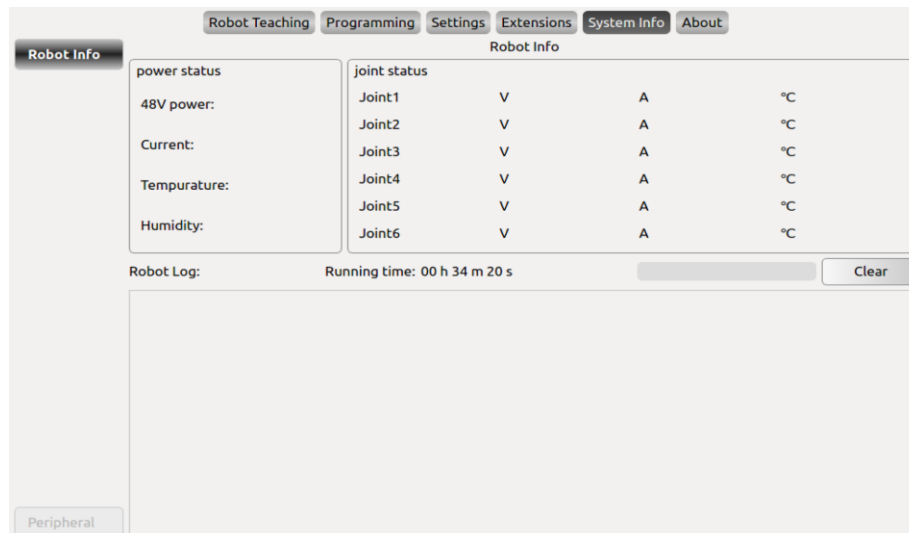 Robot Teaching Programming Settings Extensions System Info About
Robot Info
Robot Info
power status
48V power:
Current:
Tempurature:
Humidity:
joint status
Joint1 V A °C
Joint2 V A °C
Joint3 V A °C
Joint4 V A °C
Joint5 V A °C
Joint6 V A °C
Robot Log: Running time: 00 h 34 m 20 s Clear
Peripheral